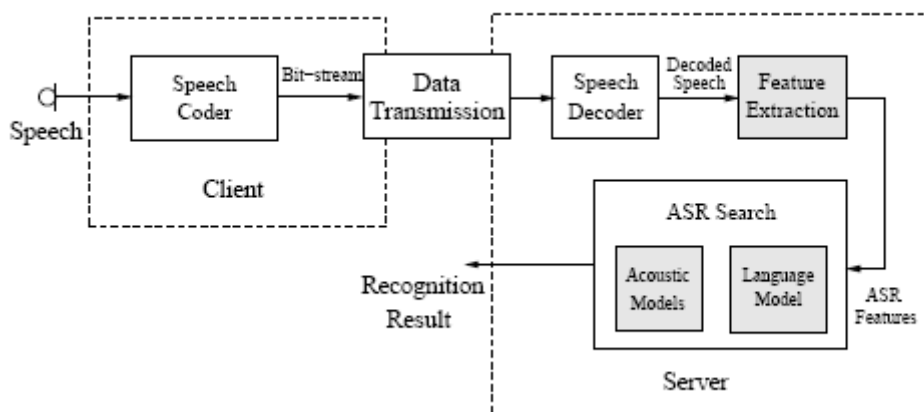 Speech
Speech
Coder
Bit-stream
Client
Data
Transmission
Speech
Decoder
Decoded
Speech
Feature
Extraction
ASR Search
Acoustic
Models
Language
Model
ASR
Features
Recognition
Result
Server